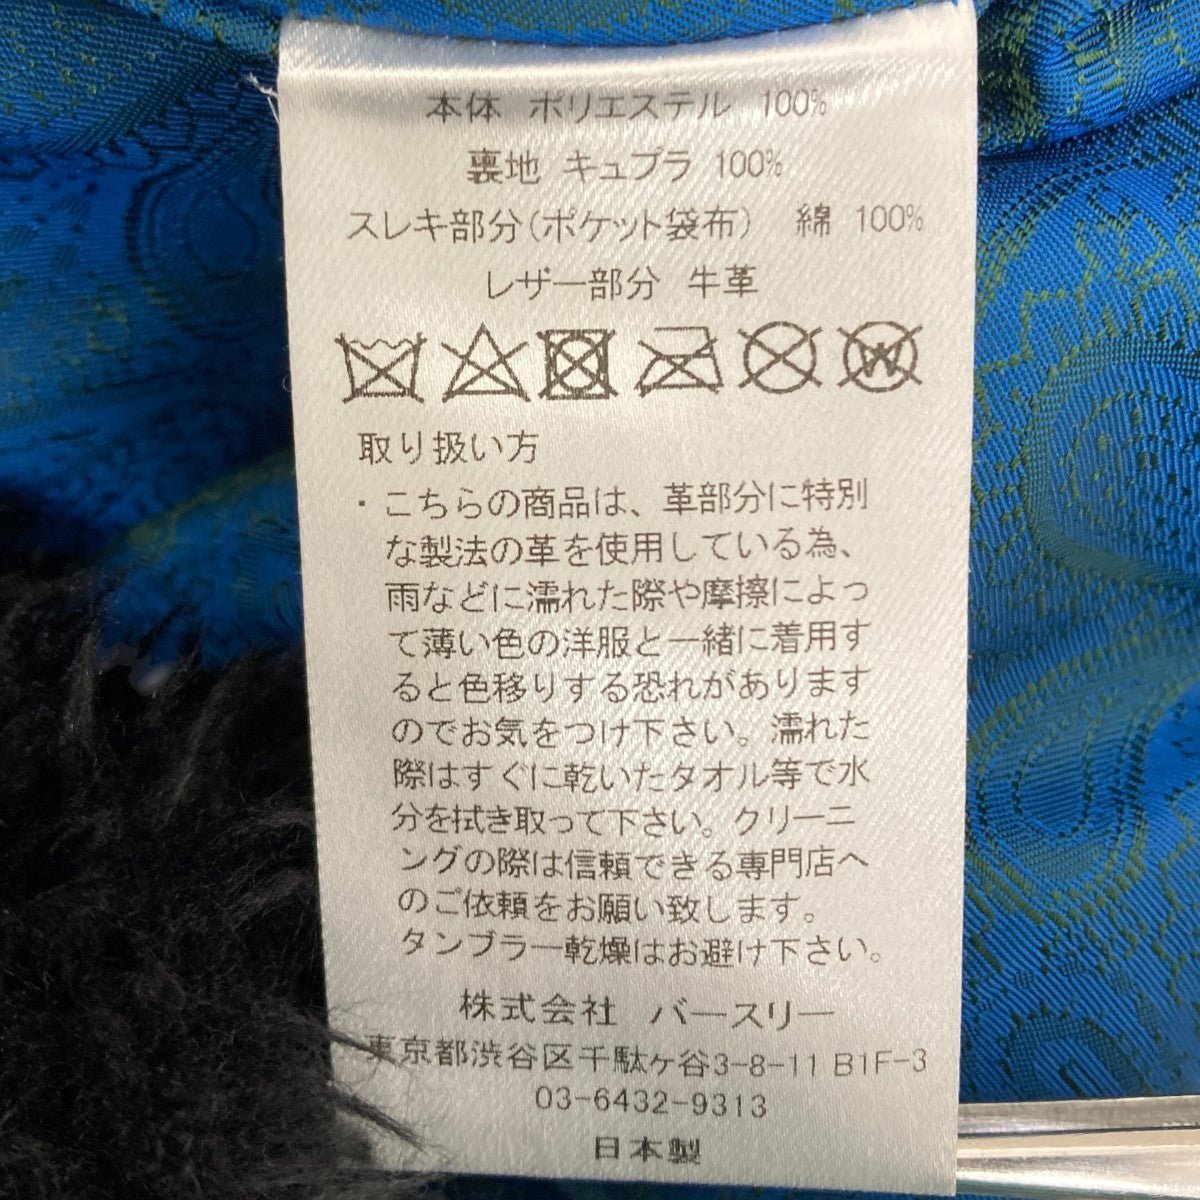 本体 ポリエステル 100%
裏地 キュプラ 100%
スレキ部分(ポケット袋布) 綿 100%
レザー部分 牛革
W
取り扱い方
・こちらの商品は、革部分に特別
な製法の革を使用している為、
雨などに濡れた際や摩擦によっ
て薄い色の洋服と一緒に着用す
ると色移りする恐れがあります
のでお気をつけ下さい。濡れた
際はすぐに乾いたタオル等で水
分を拭き取って下さい。クリーニ
ングの際は信頼できる専門店へ
のご依頼をお願い致します。
タンブラー乾燥はお避け下さい。
株式会社 バースリー
東京都渋谷区千駄ヶ谷3-8-11 B1F-3
03-6432-9313
日本製